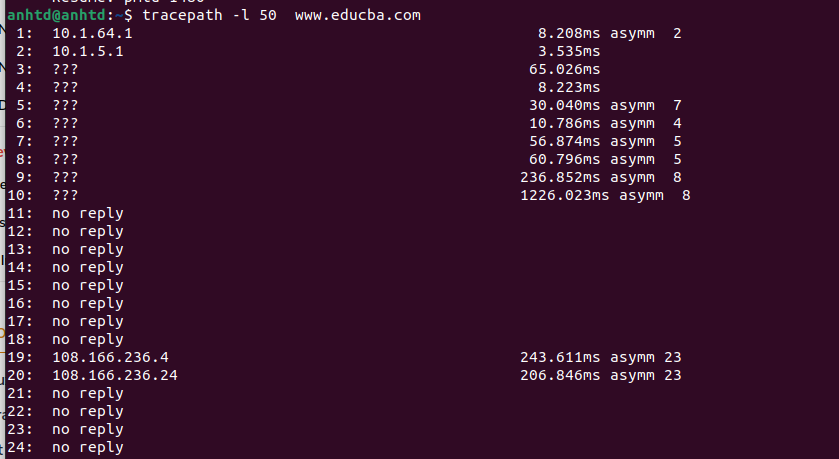 anhtd@anhtd:~$ tracepath -l 50  www.educba.com
1:  10.1.64.1  8.208ms asymm  2
2:  10.1.5.1  3.535ms
3:  ???  65.026ms
4:  ???  8.223ms
5:  ???  30.040ms asymm  7
6:  ???  10.786ms asymm  4
7:  ???  56.874ms asymm  5
8:  ???  60.796ms asymm  5
9:  ???  236.852ms asymm  8
10:  ???  1226.023ms asymm  8
11:  no reply
12:  no reply
13:  no reply
14:  no reply
15:  no reply
16:  no reply
17:  no reply
18:  no reply
19:  108.166.236.4  243.611ms asymm 23
20:  108.166.236.24  206.846ms asymm 23
21:  no reply
22:  no reply
23:  no reply
24:  no reply